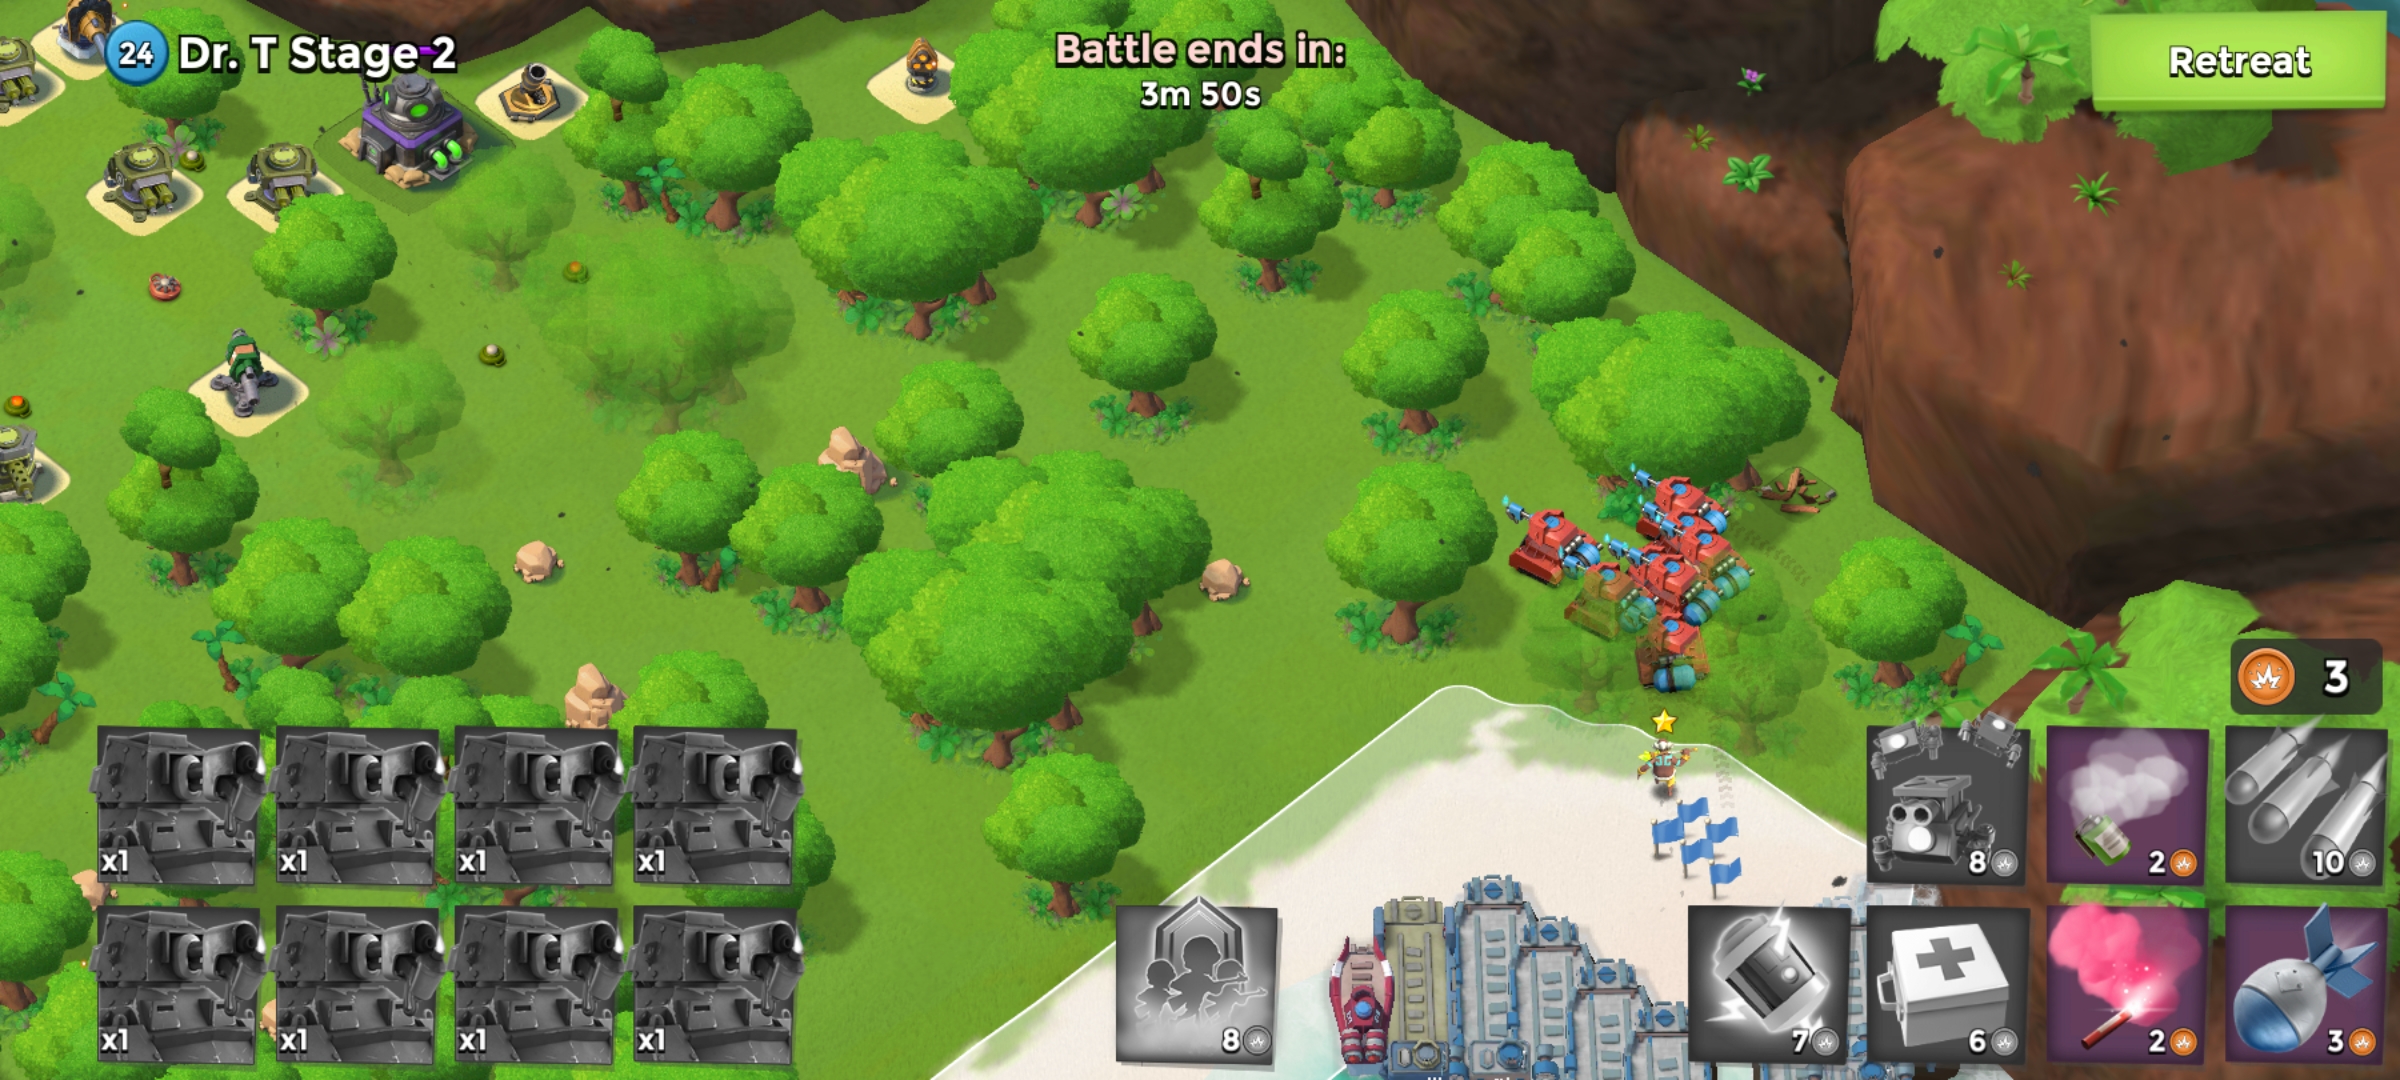 24 Dr. T Stage 2
Battle ends in:
3m 50s
Retreat
3
x1 x1 x1 x1
8 2 10
x1 x1 x1 x1
8 7 6 2 3